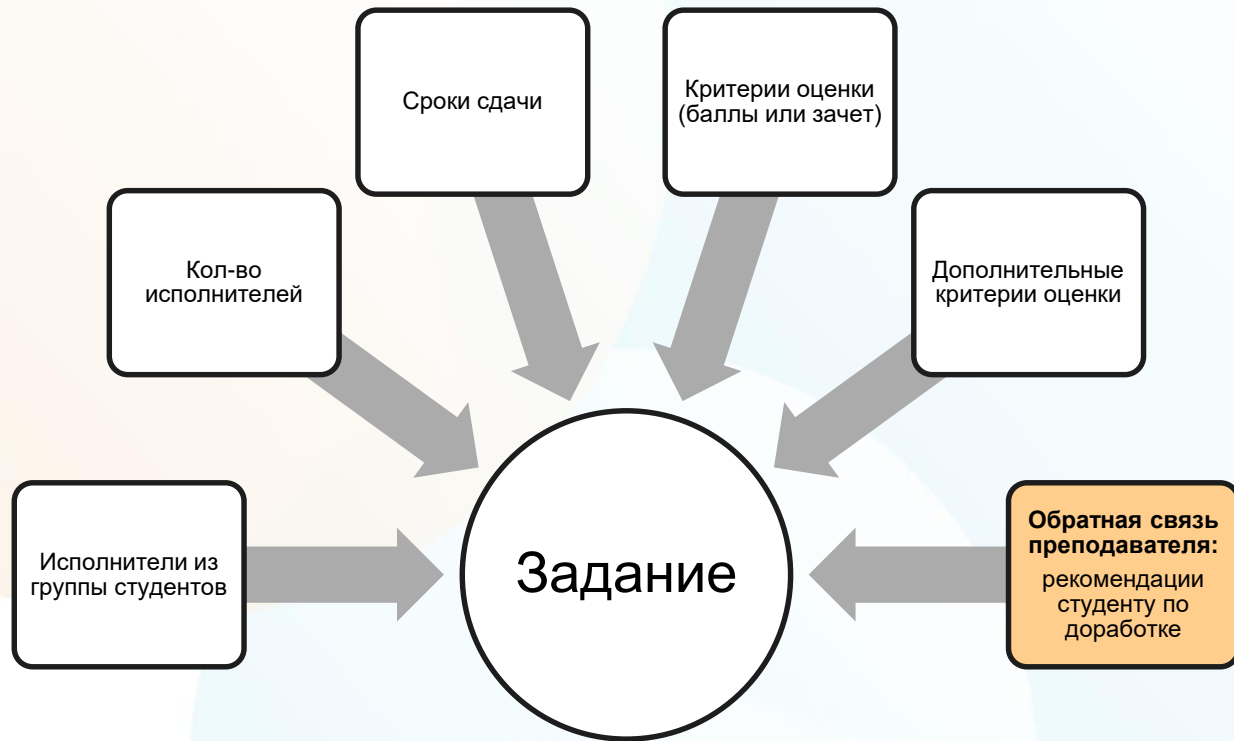 Сроки сдачи
Критерии оценки
(баллы или зачет)
Кол-во
исполнителей
Дополнительные
критерии оценки
Исполнители из
группы студентов
Задание
Обратная связь
преподавателя:
рекомендации
студенту по
доработке